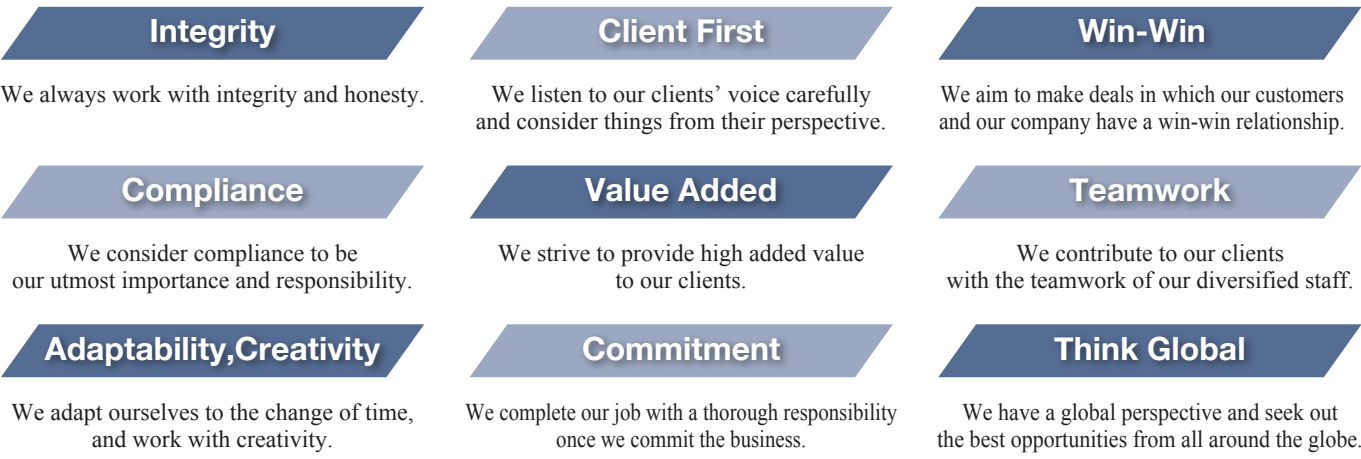 Integrity
We always work with integrity and honesty.
Client First
We listen to our clients’ voice carefully
and consider things from their perspective.
Win-Win
We aim to make deals in which our customers
and our company have a win-win relationship.
Compliance
We consider compliance to be
our utmost importance and responsibility.
Value Added
We strive to provide high added value
to our clients.
Teamwork
We contribute to our clients
with the teamwork of our diversified staff.
Adaptability,Creativity
We adapt ourselves to the change of time,
and work with creativity.
Commitment
We complete our job with a thorough responsibility
once we commit the business.
Think Global
We have a global perspective and seek out
the best opportunities from all around the globe.